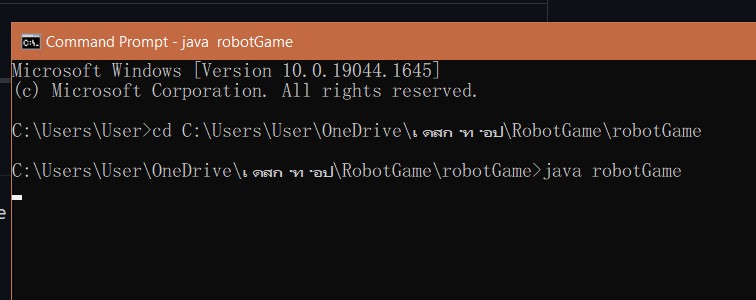 Command Prompt - java robotGame
Microsoft Windows [Version 10.0.19044.1645]
(c) Microsoft Corporation. All rights reserved.
C:\Users\User>cd C:\Users\User\OneDrive\เดสก์ท็อป\RobotGame\robotGame
C:\Users\User\OneDrive\เดสก์ท็อป\RobotGame\robotGame>java robotGame
e